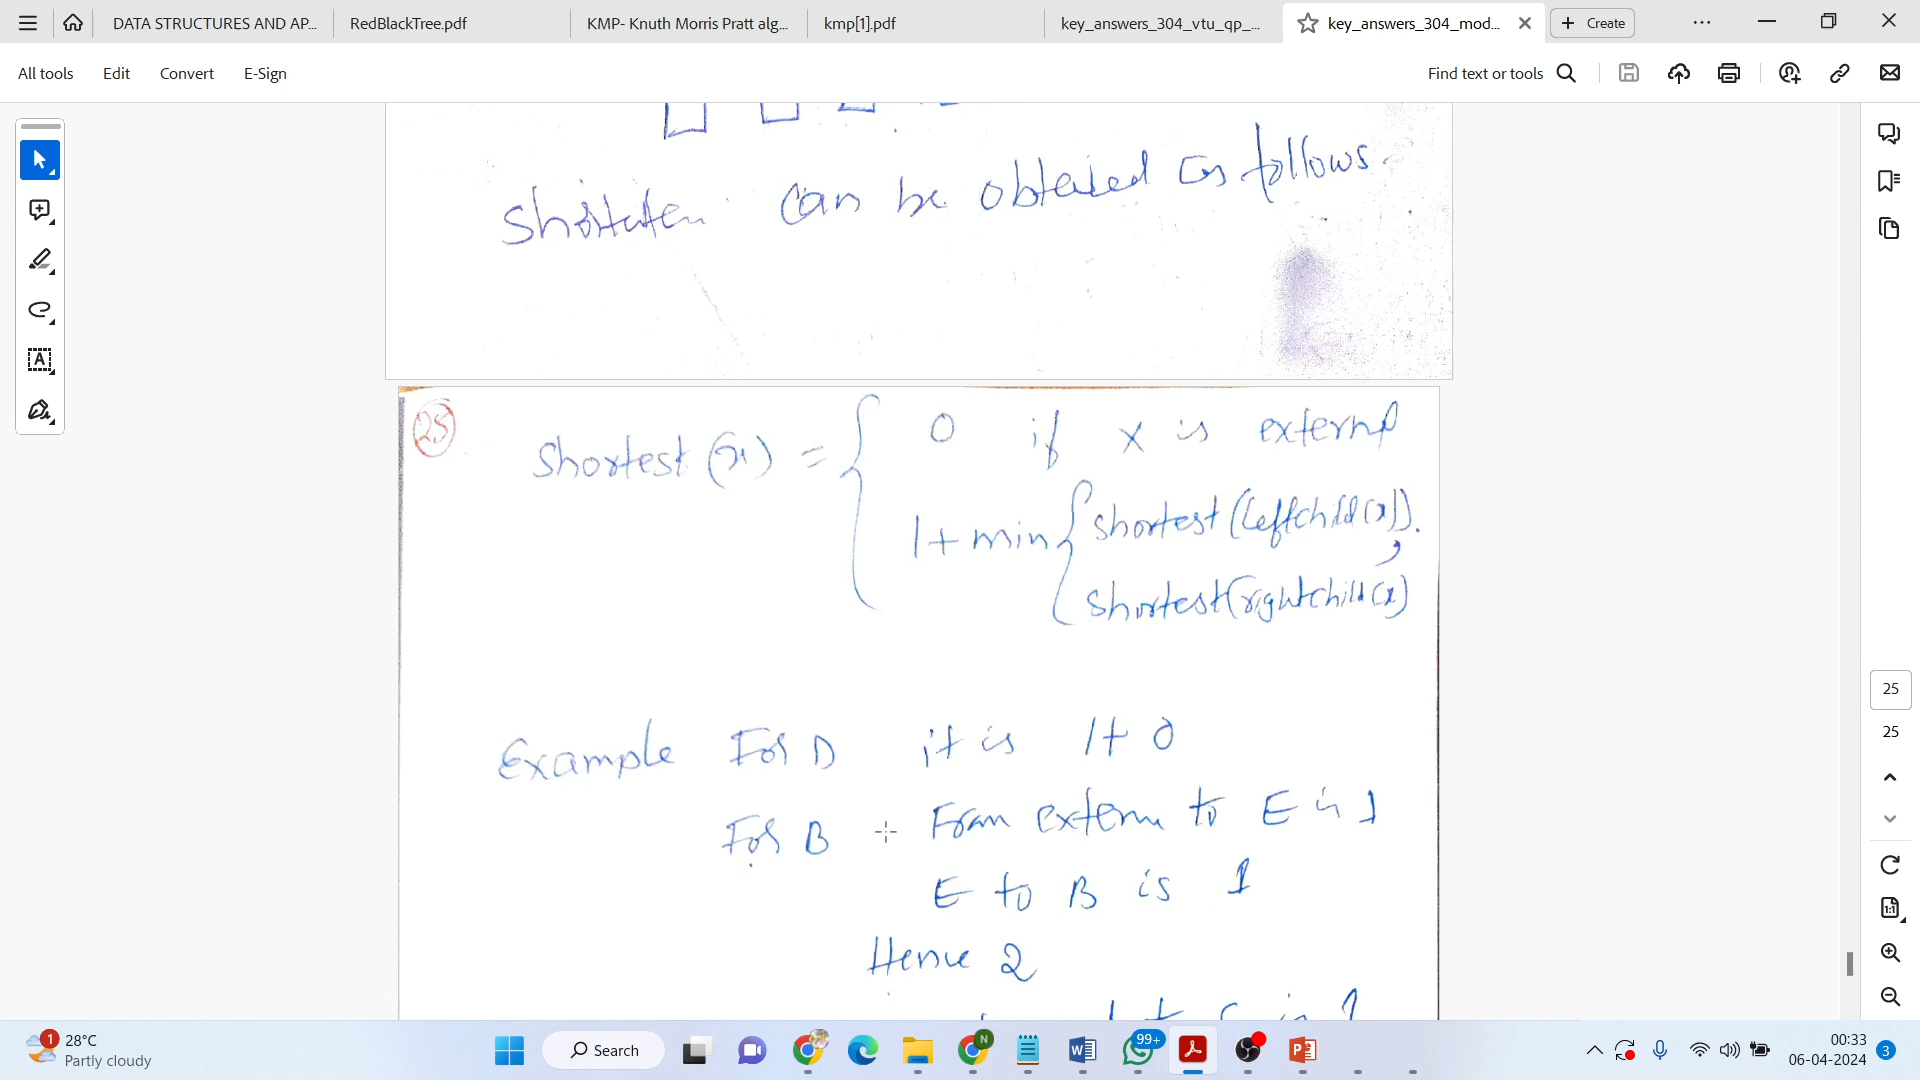 DATA STRUCTURES AND AP...
RedBlackTree.pdf
KMP- Knuth Morris Pratt alg...
kmp[1].pdf
key_answers_304_vtu_qp_...
key_answers_304_mod...
Create
All tools
Edit
Convert
E-Sign
Find text or tools
can be obtained as follows
25
shortest (x) = { 0 if x is external
1 + min { shortest (leftchild (x)),
shortest (rightchild (x)
Example For D it is 1 + 0
For B From extern to E is 1
E to B is 1
Hence 2
25
25
1
28°C
Partly cloudy
Search
N
99+
00:33
06-04-2024
3